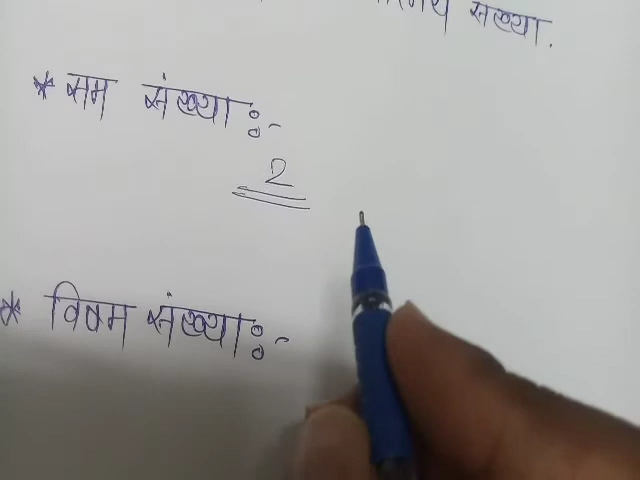 संख्या.
* सम संख्या :-
2
* विषम संख्या :-